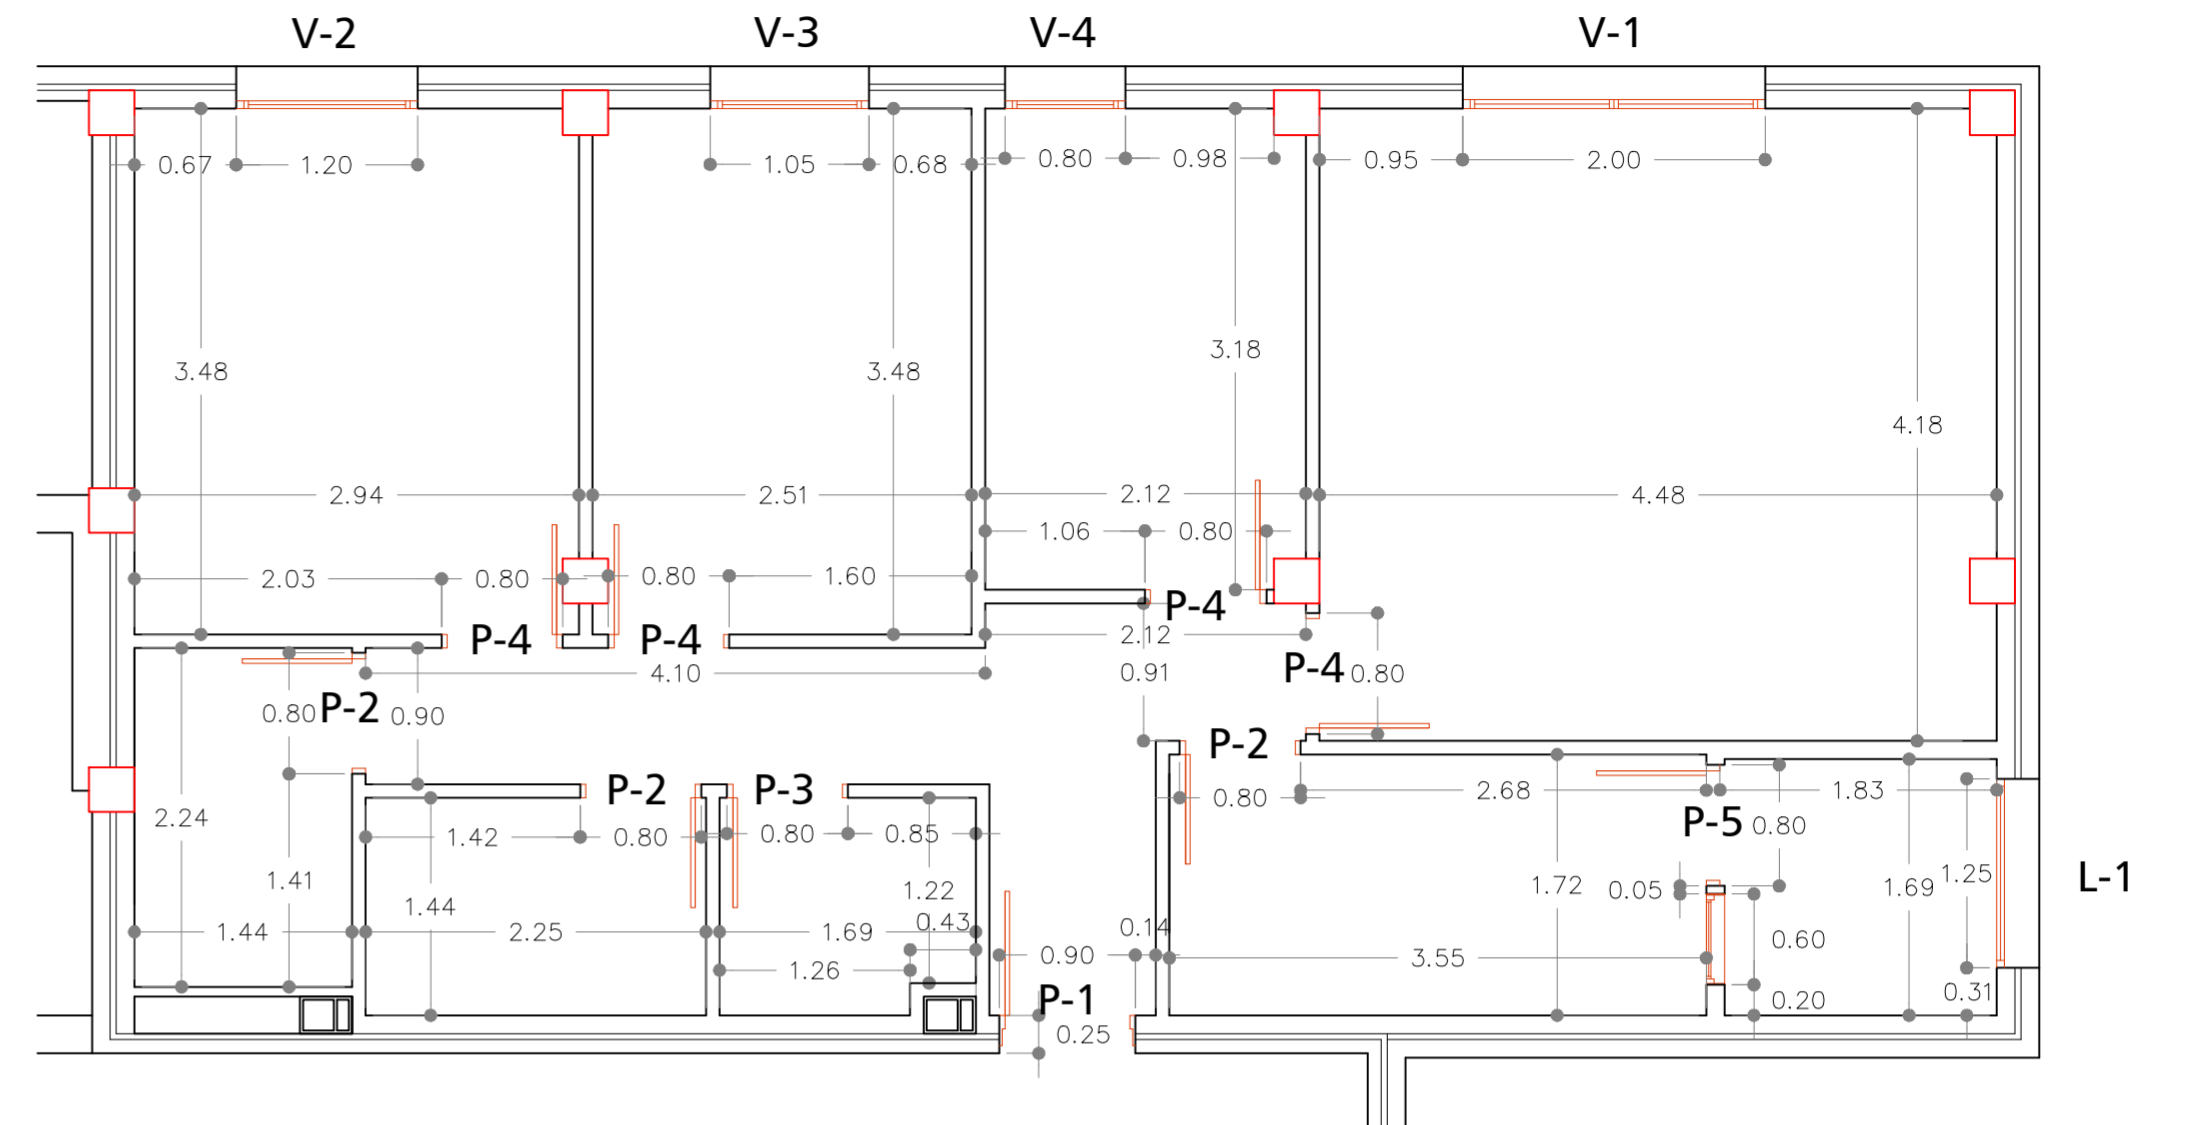 V-2 V-3 V-4 V-1
0.67 1.20 1.05 0.68 0.80 0.98 0.95 2.00
3.18
3.48 3.48
4.18
2.94 2.51 2.12 4.48
1.06 0.80
2.03 0.80 0.80 1.60
P-4
P-4 P-4 2.12
4.10 0.91 P-4 0.80
0.80 P-2 0.90
P-2
P-2 P-3 0.80 2.68 1.83
2.24 P-5 0.80
1.42 0.80 0.80 0.85
1.41 1.22 1.72 0.05 1.69 1.25 L-1
1.44 0.43 0.14
1.44 2.25 1.69 0.60
1.26 0.90 3.55
P-1 0.20 0.31
0.25